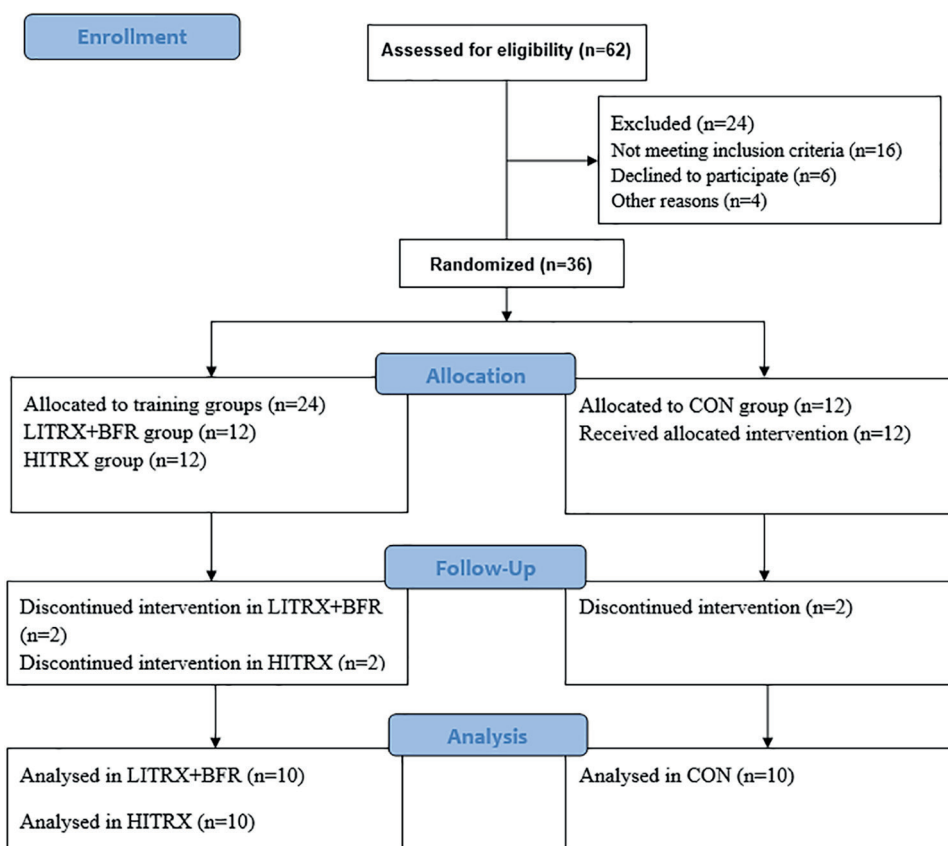 Enrollment
Assessed for eligibility (n=62)
Excluded (n=24)
Not meeting inclusion criteria (n=16)
Declined to participate (n=6)
Other reasons (n=4)
Randomized (n=36)
Allocation
Allocated to training groups (n=24)
LITRX+BFR group (n=12)
HITRX group (n=12)
Allocated to CON group (n=12)
Received allocated intervention (n=12)
Follow-Up
Discontinued intervention in LITRX+BFR
(n=2)
Discontinued intervention in HITRX (n=2)
Discontinued intervention (n=2)
Analysis
Analysed in LITRX+BFR (n=10)
Analysed in HITRX (n=10)
Analysed in CON (n=10)